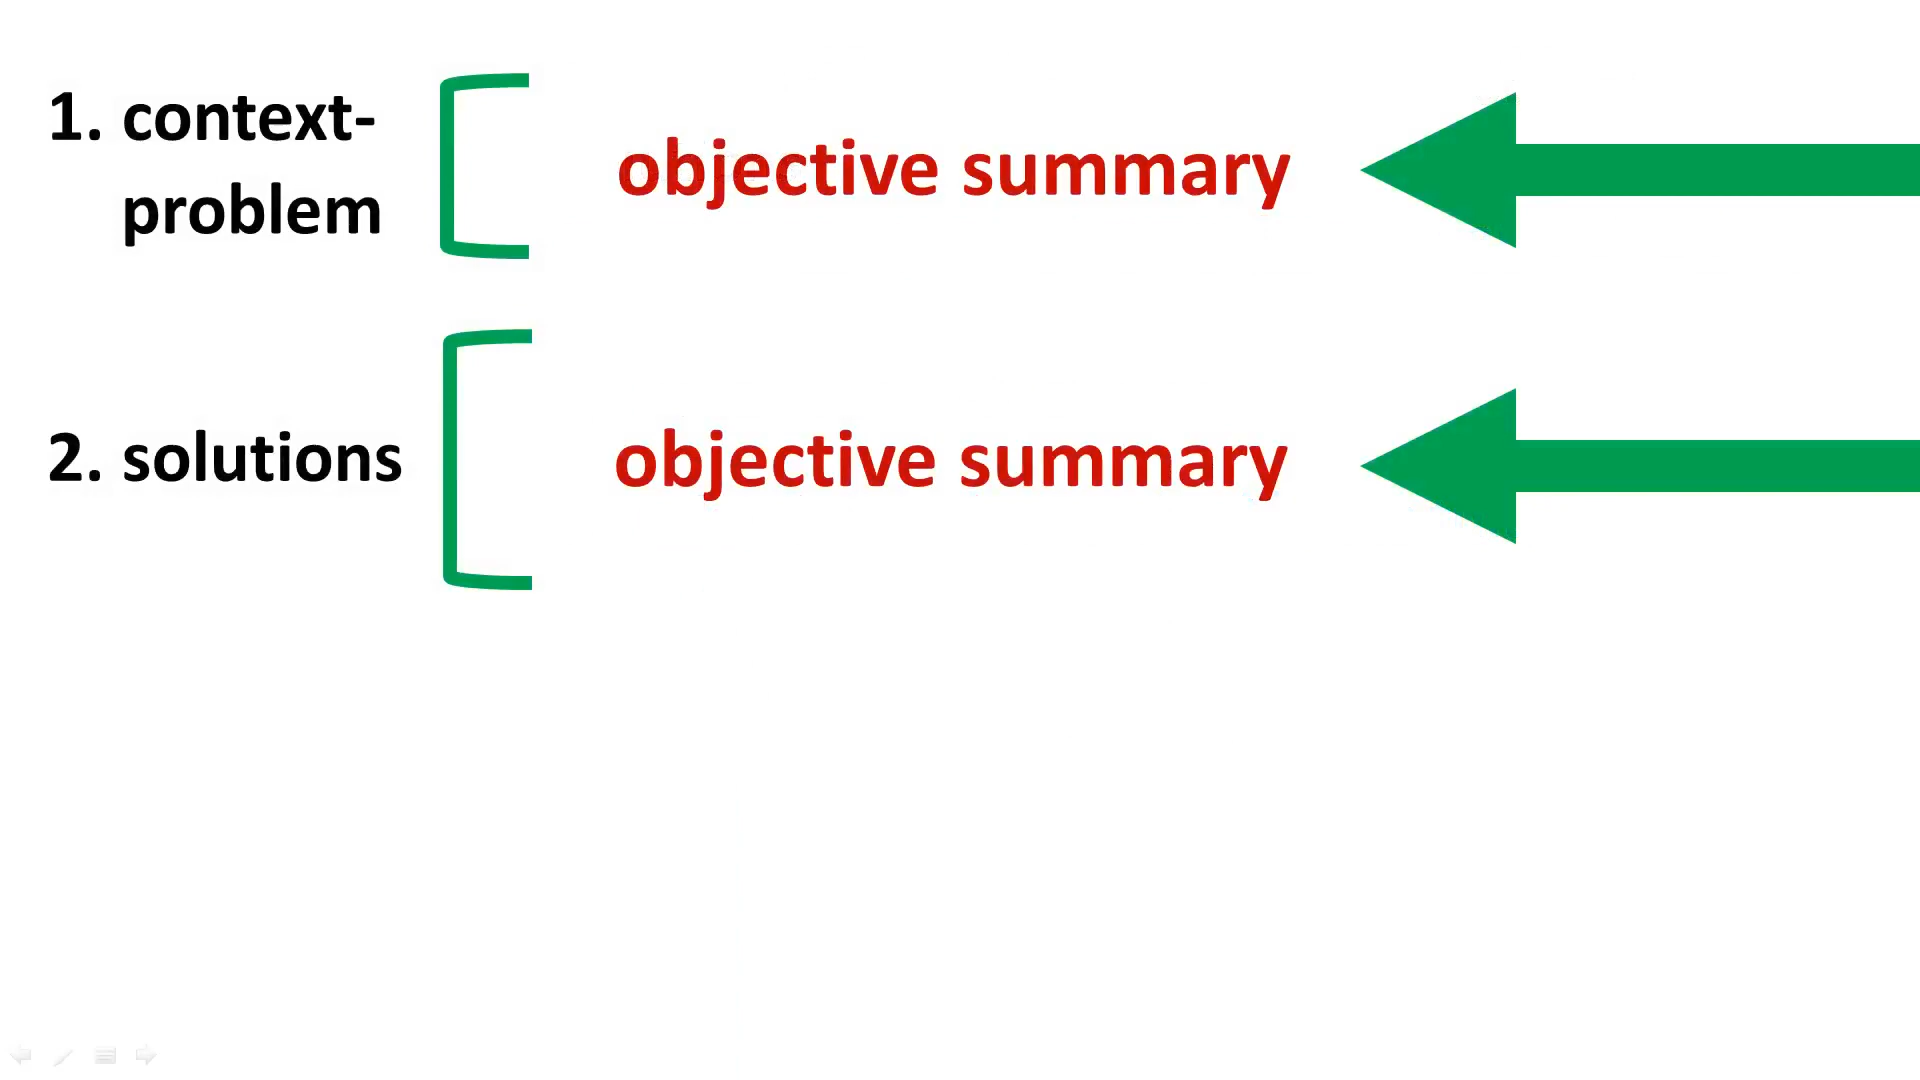 1. context-
problem
objective summary
2. solutions
objective summary